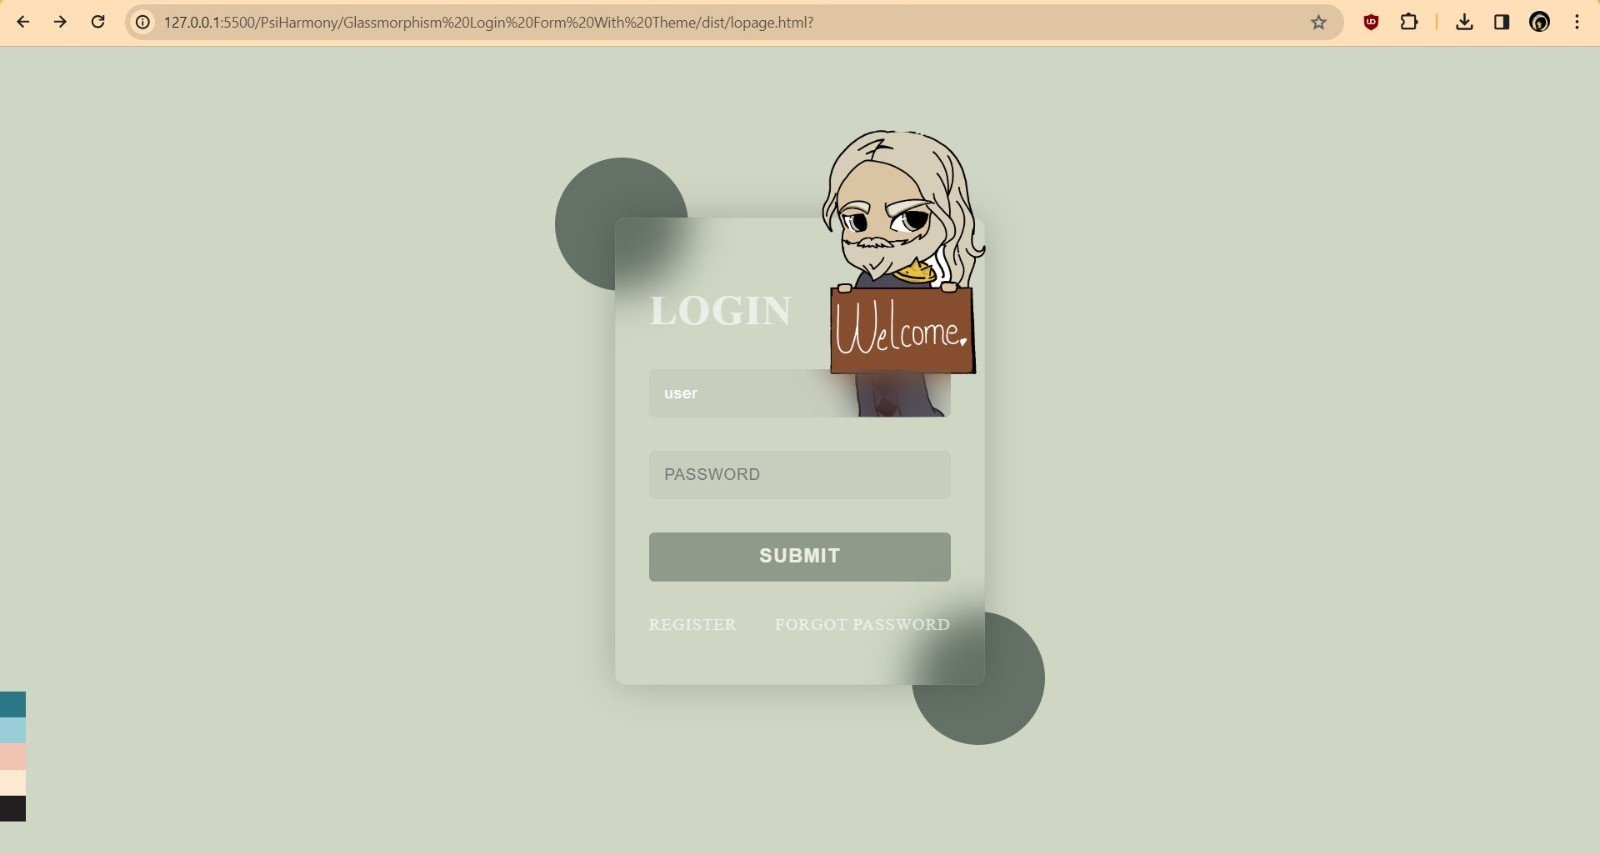 127.0.0.1:5500/PsiHarmony/Glassmorphism%20Login%20Form%20With%20Theme/dist/lopage.html?
Welcome.
LOGIN
user
PASSWORD
SUBMIT
REGISTER FORGOT PASSWORD